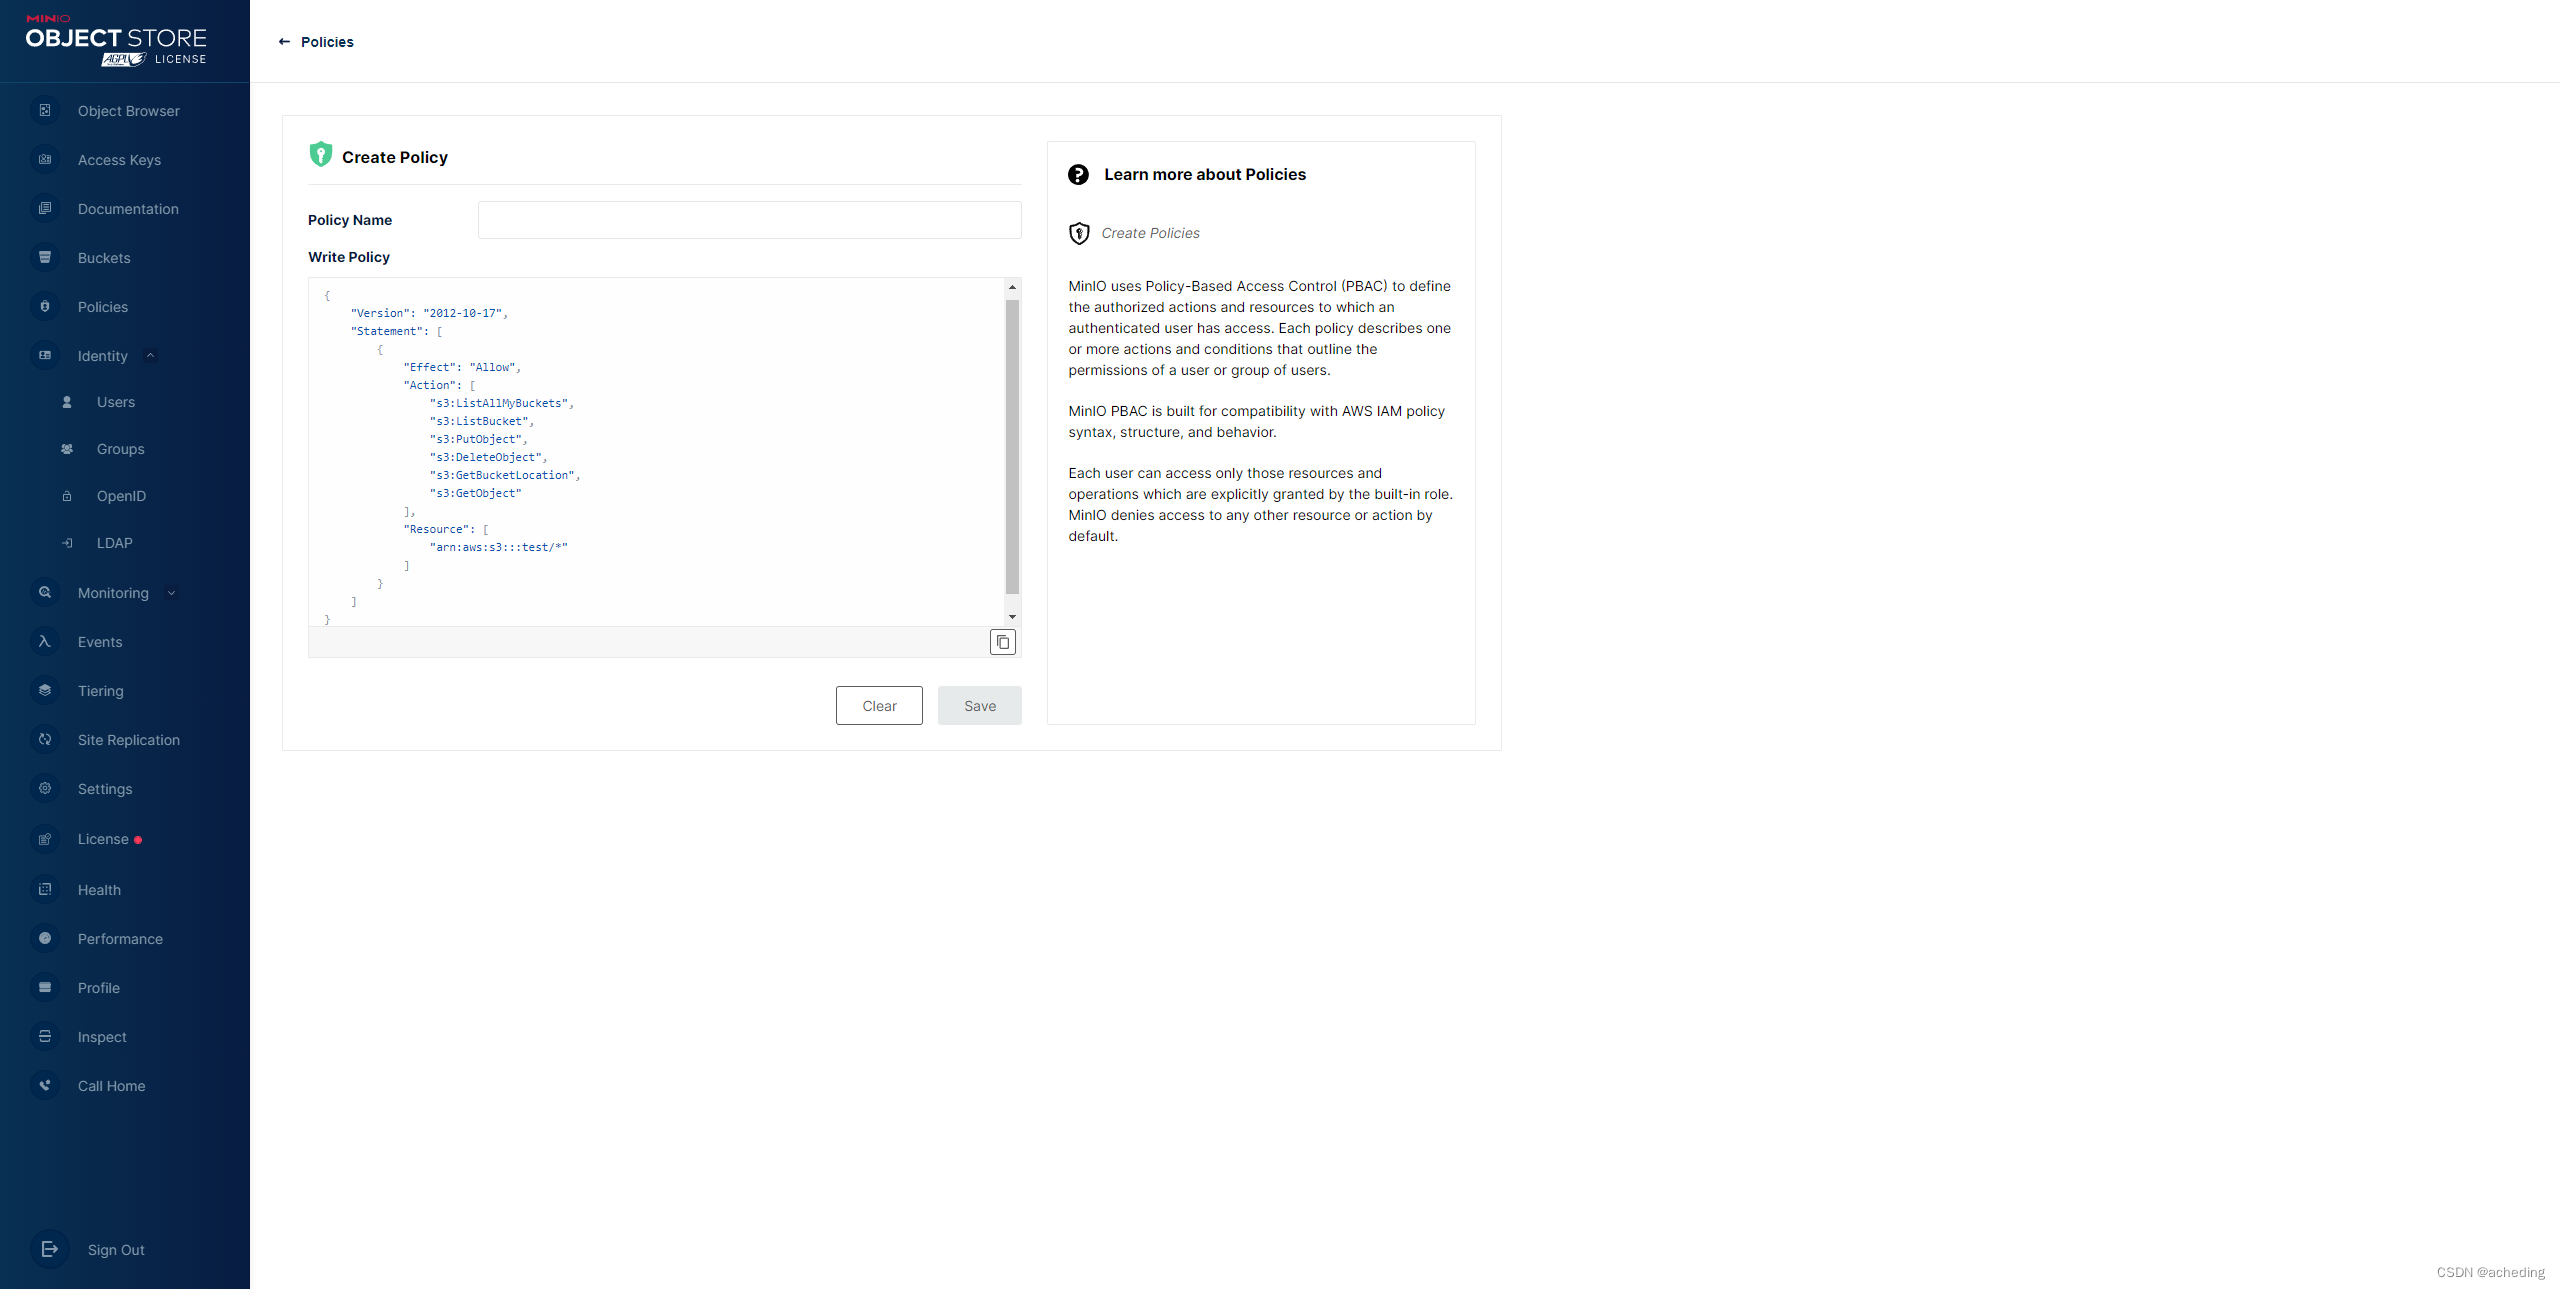 MINIO
OBJECT STORE
AGPLv3 LICENSE
Object Browser
Access Keys
Documentation
Buckets
Policies
Identity
Users
Groups
OpenID
LDAP
Monitoring
Events
Tiering
Site Replication
Settings
License
Health
Performance
Profile
Inspect
Call Home
Sign Out
← Policies
Create Policy
Policy Name
Write Policy
{
    "Version": "2012-10-17",
    "Statement": [
        {
            "Effect": "Allow",
            "Action": [
                "s3:ListAllMyBuckets",
                "s3:ListBucket",
                "s3:PutObject",
                "s3:DeleteObject",
                "s3:GetBucketLocation",
                "s3:GetObject"
            ],
            "Resource": [
                "arn:aws:s3:::test/*"
            ]
        }
    ]
}
Clear
Save
Learn more about Policies
Create Policies
MinIO uses Policy-Based Access Control (PBAC) to define
the authorized actions and resources to which an
authenticated user has access. Each policy describes one
or more actions and conditions that outline the
permissions of a user or group of users.
MinIO PBAC is built for compatibility with AWS IAM policy
syntax, structure, and behavior.
Each user can access only those resources and
operations which are explicitly granted by the built-in role.
MinIO denies access to any other resource or action by
default.
CSDN @acheding